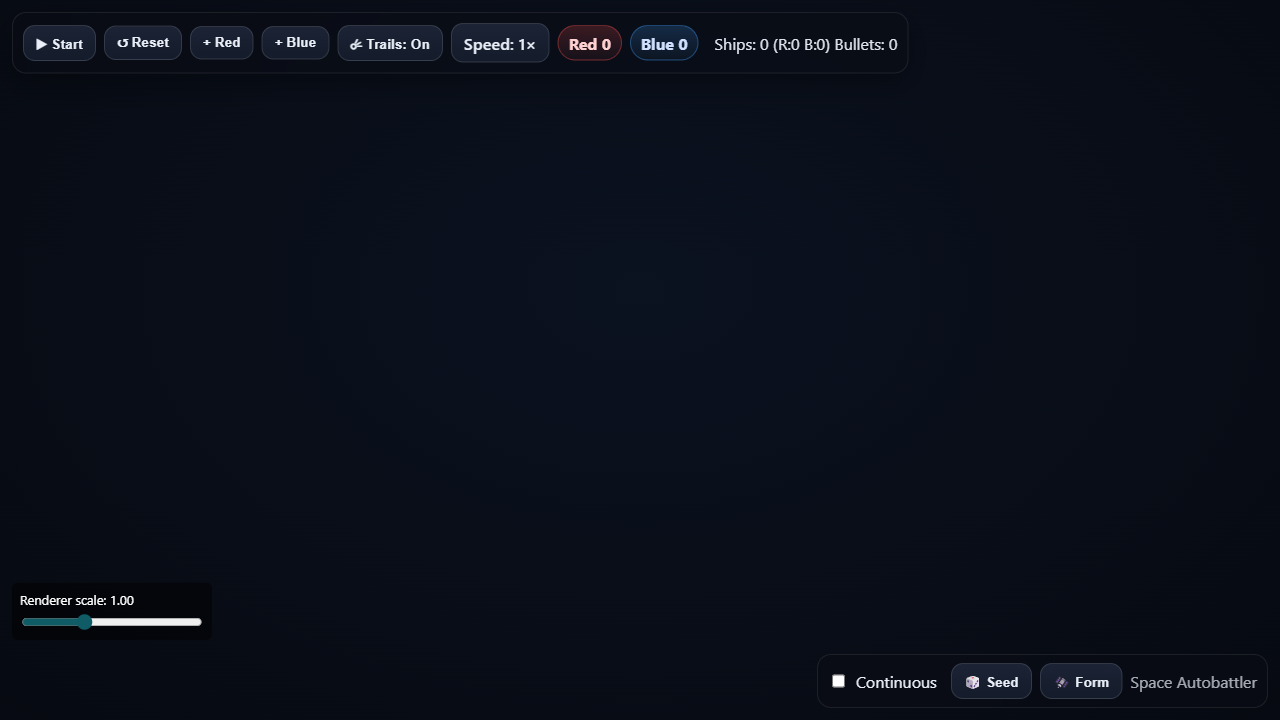 ▶ Start
↺ Reset
+ Red
+ Blue
☄ Trails: On
Speed: 1×
Red 0
Blue 0
Ships: 0 (R:0 B:0) Bullets: 0
Renderer scale: 1.00
Continuous
🎲 Seed
🛰 Form
Space Autobattler